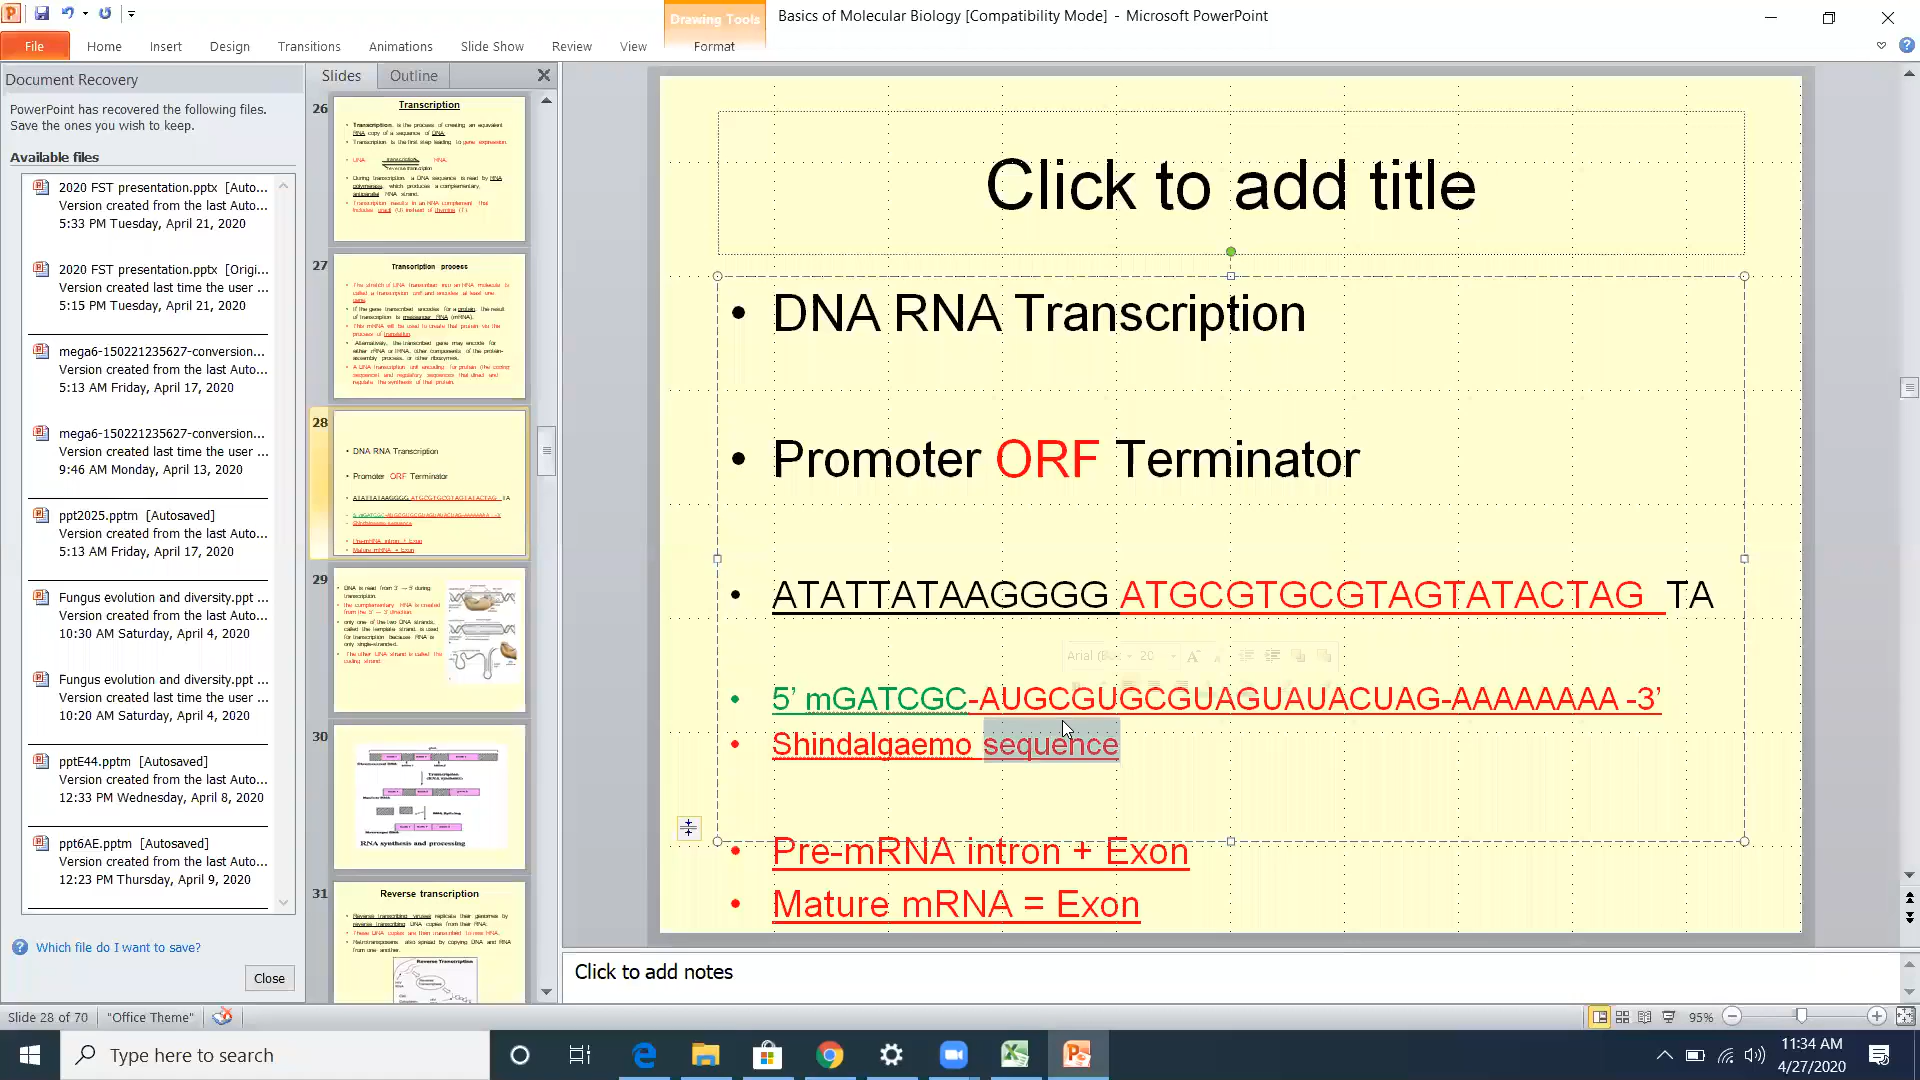 Basics of Molecular Biology [Compatibility Mode] - Microsoft PowerPoint
Drawing Tools
File Home Insert Design Transitions Animations Slide Show Review View Format
Document Recovery
PowerPoint has recovered the following files.
Save the ones you wish to keep.
Available files
2020 FST presentation.pptx [Auto...
Version created from the last Auto...
5:33 PM Tuesday, April 21, 2020
2020 FST presentation.pptx [Origi...
Version created last time the user ...
5:15 PM Tuesday, April 21, 2020
mega6-150221235627-conversion...
Version created from the last Auto...
5:13 AM Friday, April 17, 2020
mega6-150221235627-conversion...
Version created last time the user ...
9:46 AM Monday, April 13, 2020
ppt2025.pptm [Autosaved]
Version created from the last Auto...
5:13 AM Friday, April 17, 2020
Fungus evolution and diversity.ppt ...
Version created from the last Auto...
10:30 AM Saturday, April 4, 2020
Fungus evolution and diversity.ppt ...
Version created last time the user ...
10:20 AM Saturday, April 4, 2020
pptE44.pptm [Autosaved]
Version created from the last Auto...
12:33 PM Wednesday, April 8, 2020
ppt6AE.pptm [Autosaved]
Version created from the last Auto...
12:23 PM Thursday, April 9, 2020
Which file do I want to save?
Close
Slides Outline
26
Transcription
27
Transcription process
28
• DNA RNA Transcription
• Promoter ORF Terminator
29
30
RNA synthesis and processing
31
Reverse transcription
Click to add title
• DNA RNA Transcription
• Promoter ORF Terminator
• ATATTATAAGGGG ATGCGTGCGTAGTATACTAG TA
Arial (Bo 20
• 5’ mGATCGC-AUGCGUGCGUAGUAUACUAG-AAAAAAAA -3’
• Shindalgaemo sequence
• Pre-mRNA intron + Exon
• Mature mRNA = Exon
Click to add notes
Slide 28 of 70 "Office Theme" 95%
Type here to search
11:34 AM
4/27/2020